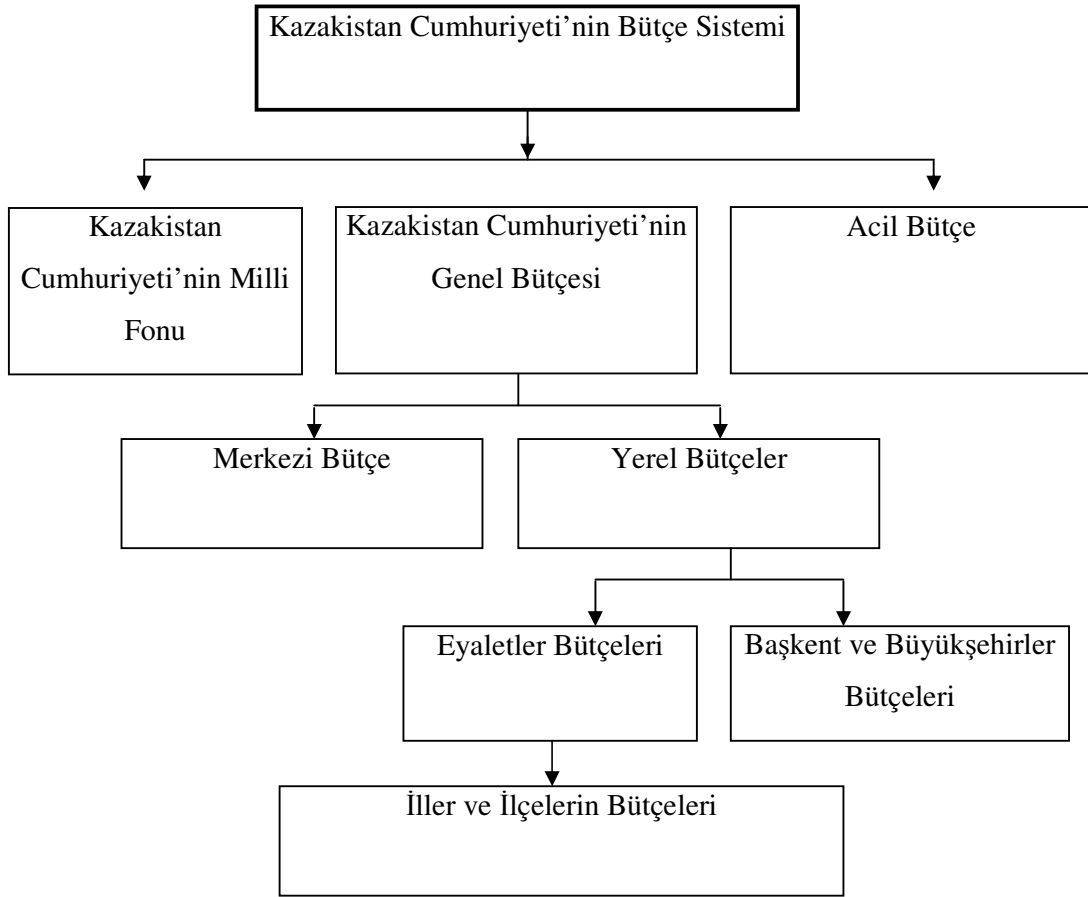 Kazakistan Cumhuriyeti’nin Bütçe Sistemi
Kazakistan
Cumhuriyeti’nin Milli
Fonu
Kazakistan Cumhuriyeti’nin
Genel Bütçesi
Acil Bütçe
Merkezi Bütçe
Yerel Bütçeler
Eyaletler Bütçeleri
Başkent ve Büyükşehirler
Bütçeleri
İller ve İlçelerin Bütçeleri